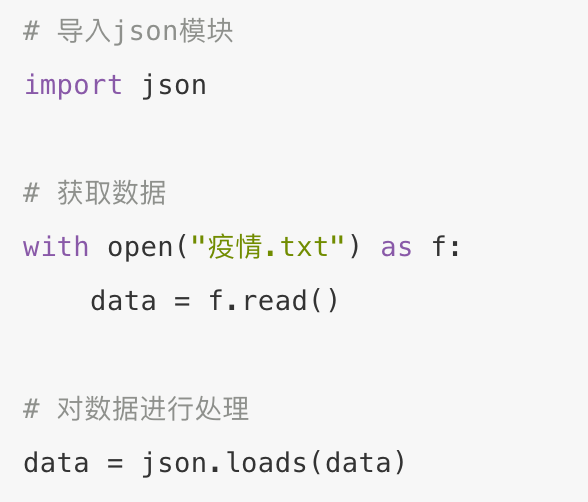 # 导入json模块
import json
# 获取数据
with open("疫情.txt") as f:
    data = f.read()
# 对数据进行处理
data = json.loads(data)